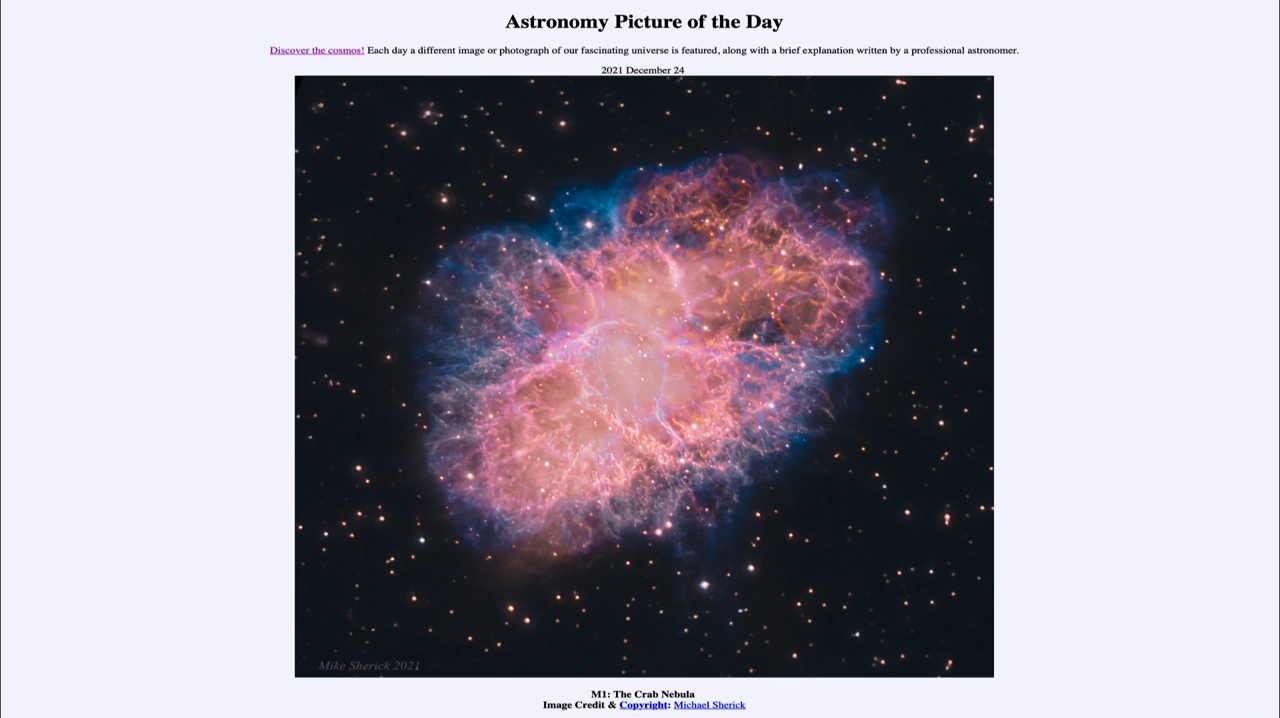 Astronomy Picture of the Day
Discover the cosmos! Each day a different image or photograph of our fascinating universe is featured, along with a brief explanation written by a professional astronomer.
2021 December 24
Mike Sherick 2021
M1: The Crab Nebula
Image Credit & Copyright: Michael Sherick